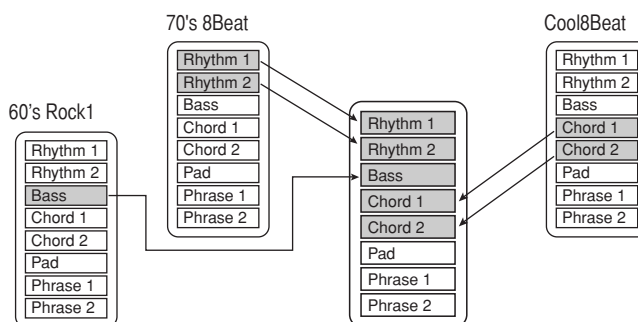 60's Rock1
Rhythm 1
Rhythm 2
Bass
Chord 1
Chord 2
Pad
Phrase 1
Phrase 2
70's 8Beat
Rhythm 1
Rhythm 2
Bass
Chord 1
Chord 2
Pad
Phrase 1
Phrase 2
Rhythm 1
Rhythm 2
Bass
Chord 1
Chord 2
Pad
Phrase 1
Phrase 2
Cool8Beat
Rhythm 1
Rhythm 2
Bass
Chord 1
Chord 2
Pad
Phrase 1
Phrase 2